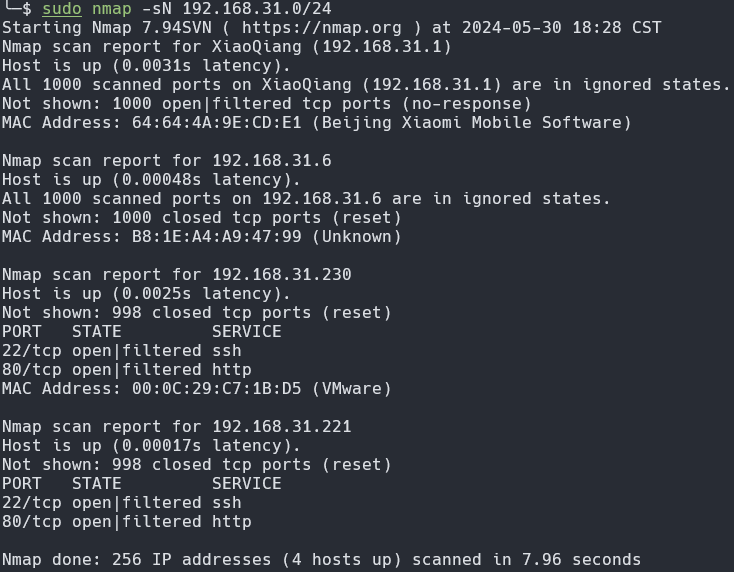 └─$ sudo nmap -sN 192.168.31.0/24
Starting Nmap 7.94SVN ( https://nmap.org ) at 2024-05-30 18:28 CST
Nmap scan report for XiaoQiang (192.168.31.1)
Host is up (0.0031s latency).
All 1000 scanned ports on XiaoQiang (192.168.31.1) are in ignored states.
Not shown: 1000 open|filtered tcp ports (no-response)
MAC Address: 64:64:4A:9E:CD:E1 (Beijing Xiaomi Mobile Software)

Nmap scan report for 192.168.31.6
Host is up (0.00048s latency).
All 1000 scanned ports on 192.168.31.6 are in ignored states.
Not shown: 1000 closed tcp ports (reset)
MAC Address: B8:1E:A4:A9:47:99 (Unknown)

Nmap scan report for 192.168.31.230
Host is up (0.0025s latency).
Not shown: 998 closed tcp ports (reset)
PORT   STATE         SERVICE
22/tcp open|filtered ssh
80/tcp open|filtered http
MAC Address: 00:0C:29:C7:1B:D5 (VMware)

Nmap scan report for 192.168.31.221
Host is up (0.00017s latency).
Not shown: 998 closed tcp ports (reset)
PORT   STATE         SERVICE
22/tcp open|filtered ssh
80/tcp open|filtered http

Nmap done: 256 IP addresses (4 hosts up) scanned in 7.96 seconds